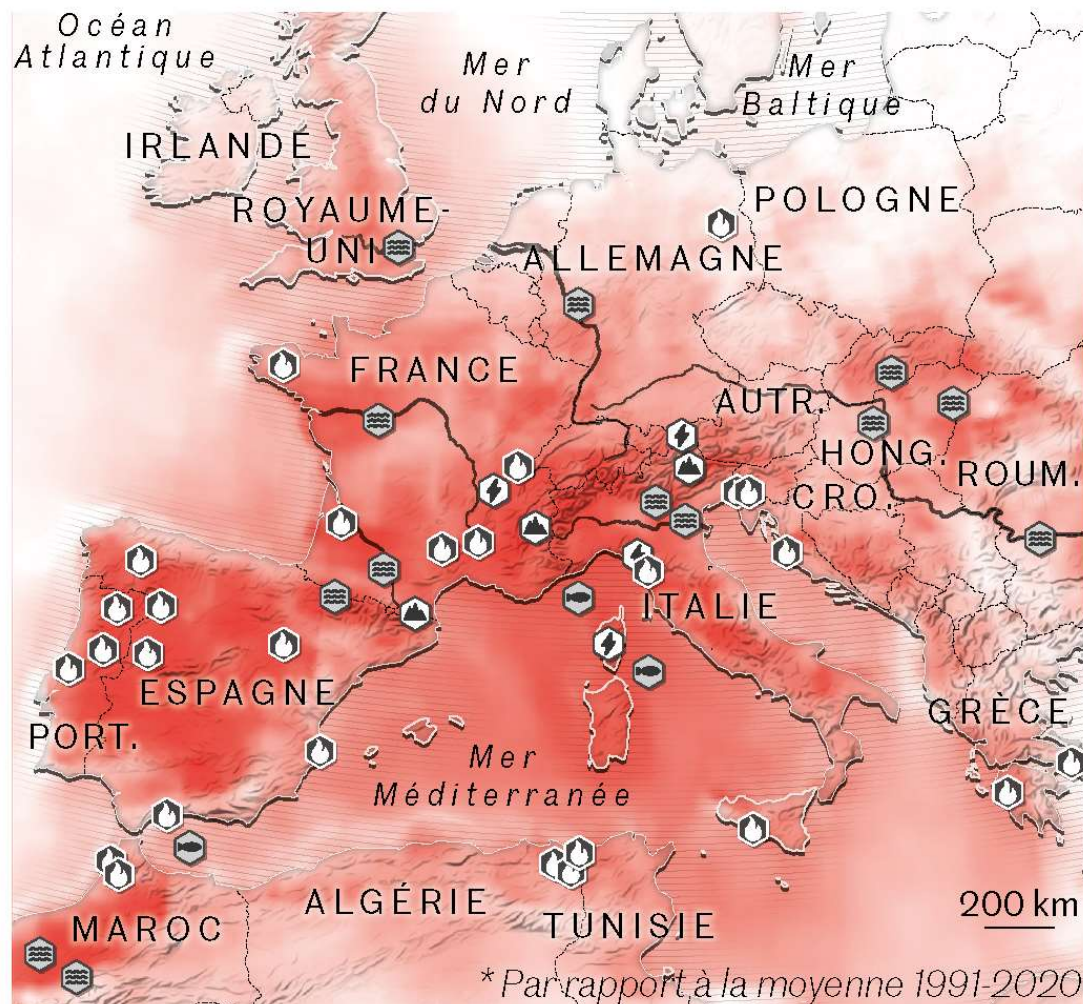 Océan
Atlantique
Mer
du Nord
Mer
Baltique
IRLANDE
ROYAUME-
UNI
POLOGNE
ALLEMAGNE
FRANCE
AUTR.
HONG.
CRO.
ROUM.
ITALIE
ESPAGNE
PORT.
GRÈCE
Mer
Méditerranée
ALGÉRIE
MAROC
TUNISIE
200 km
* Par rapport à la moyenne 1991-2020